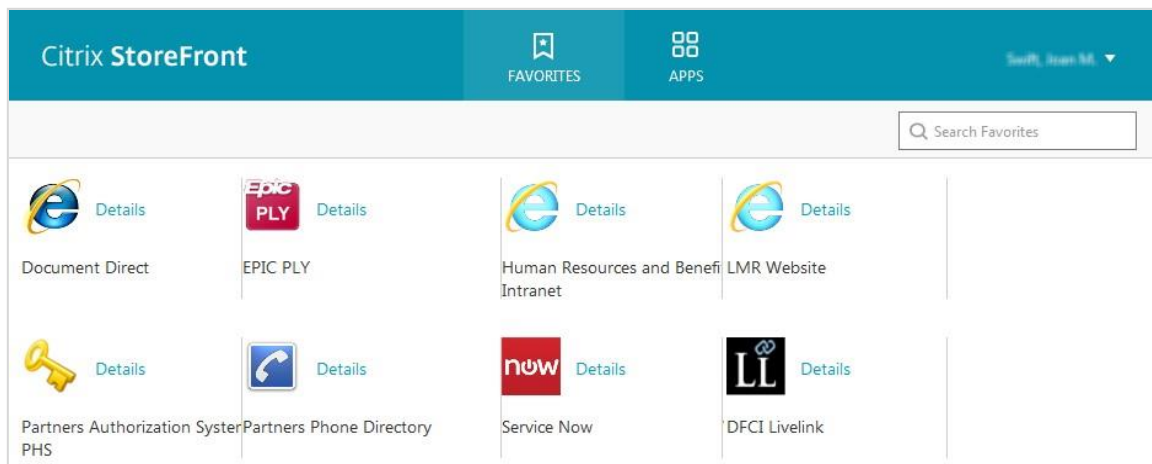 Citrix StoreFront
FAVORITES
APPS
Search Favorites
Details
Details
Details
Details
Document Direct
EPIC PLY
Human Resources and Benefi
Intranet
LMR Website
Epic
PLY
Details
Details
now
Details
LI
Details
Partners Authorization Syster
PHS
Partners Phone Directory
Service Now
DFCI Livelink